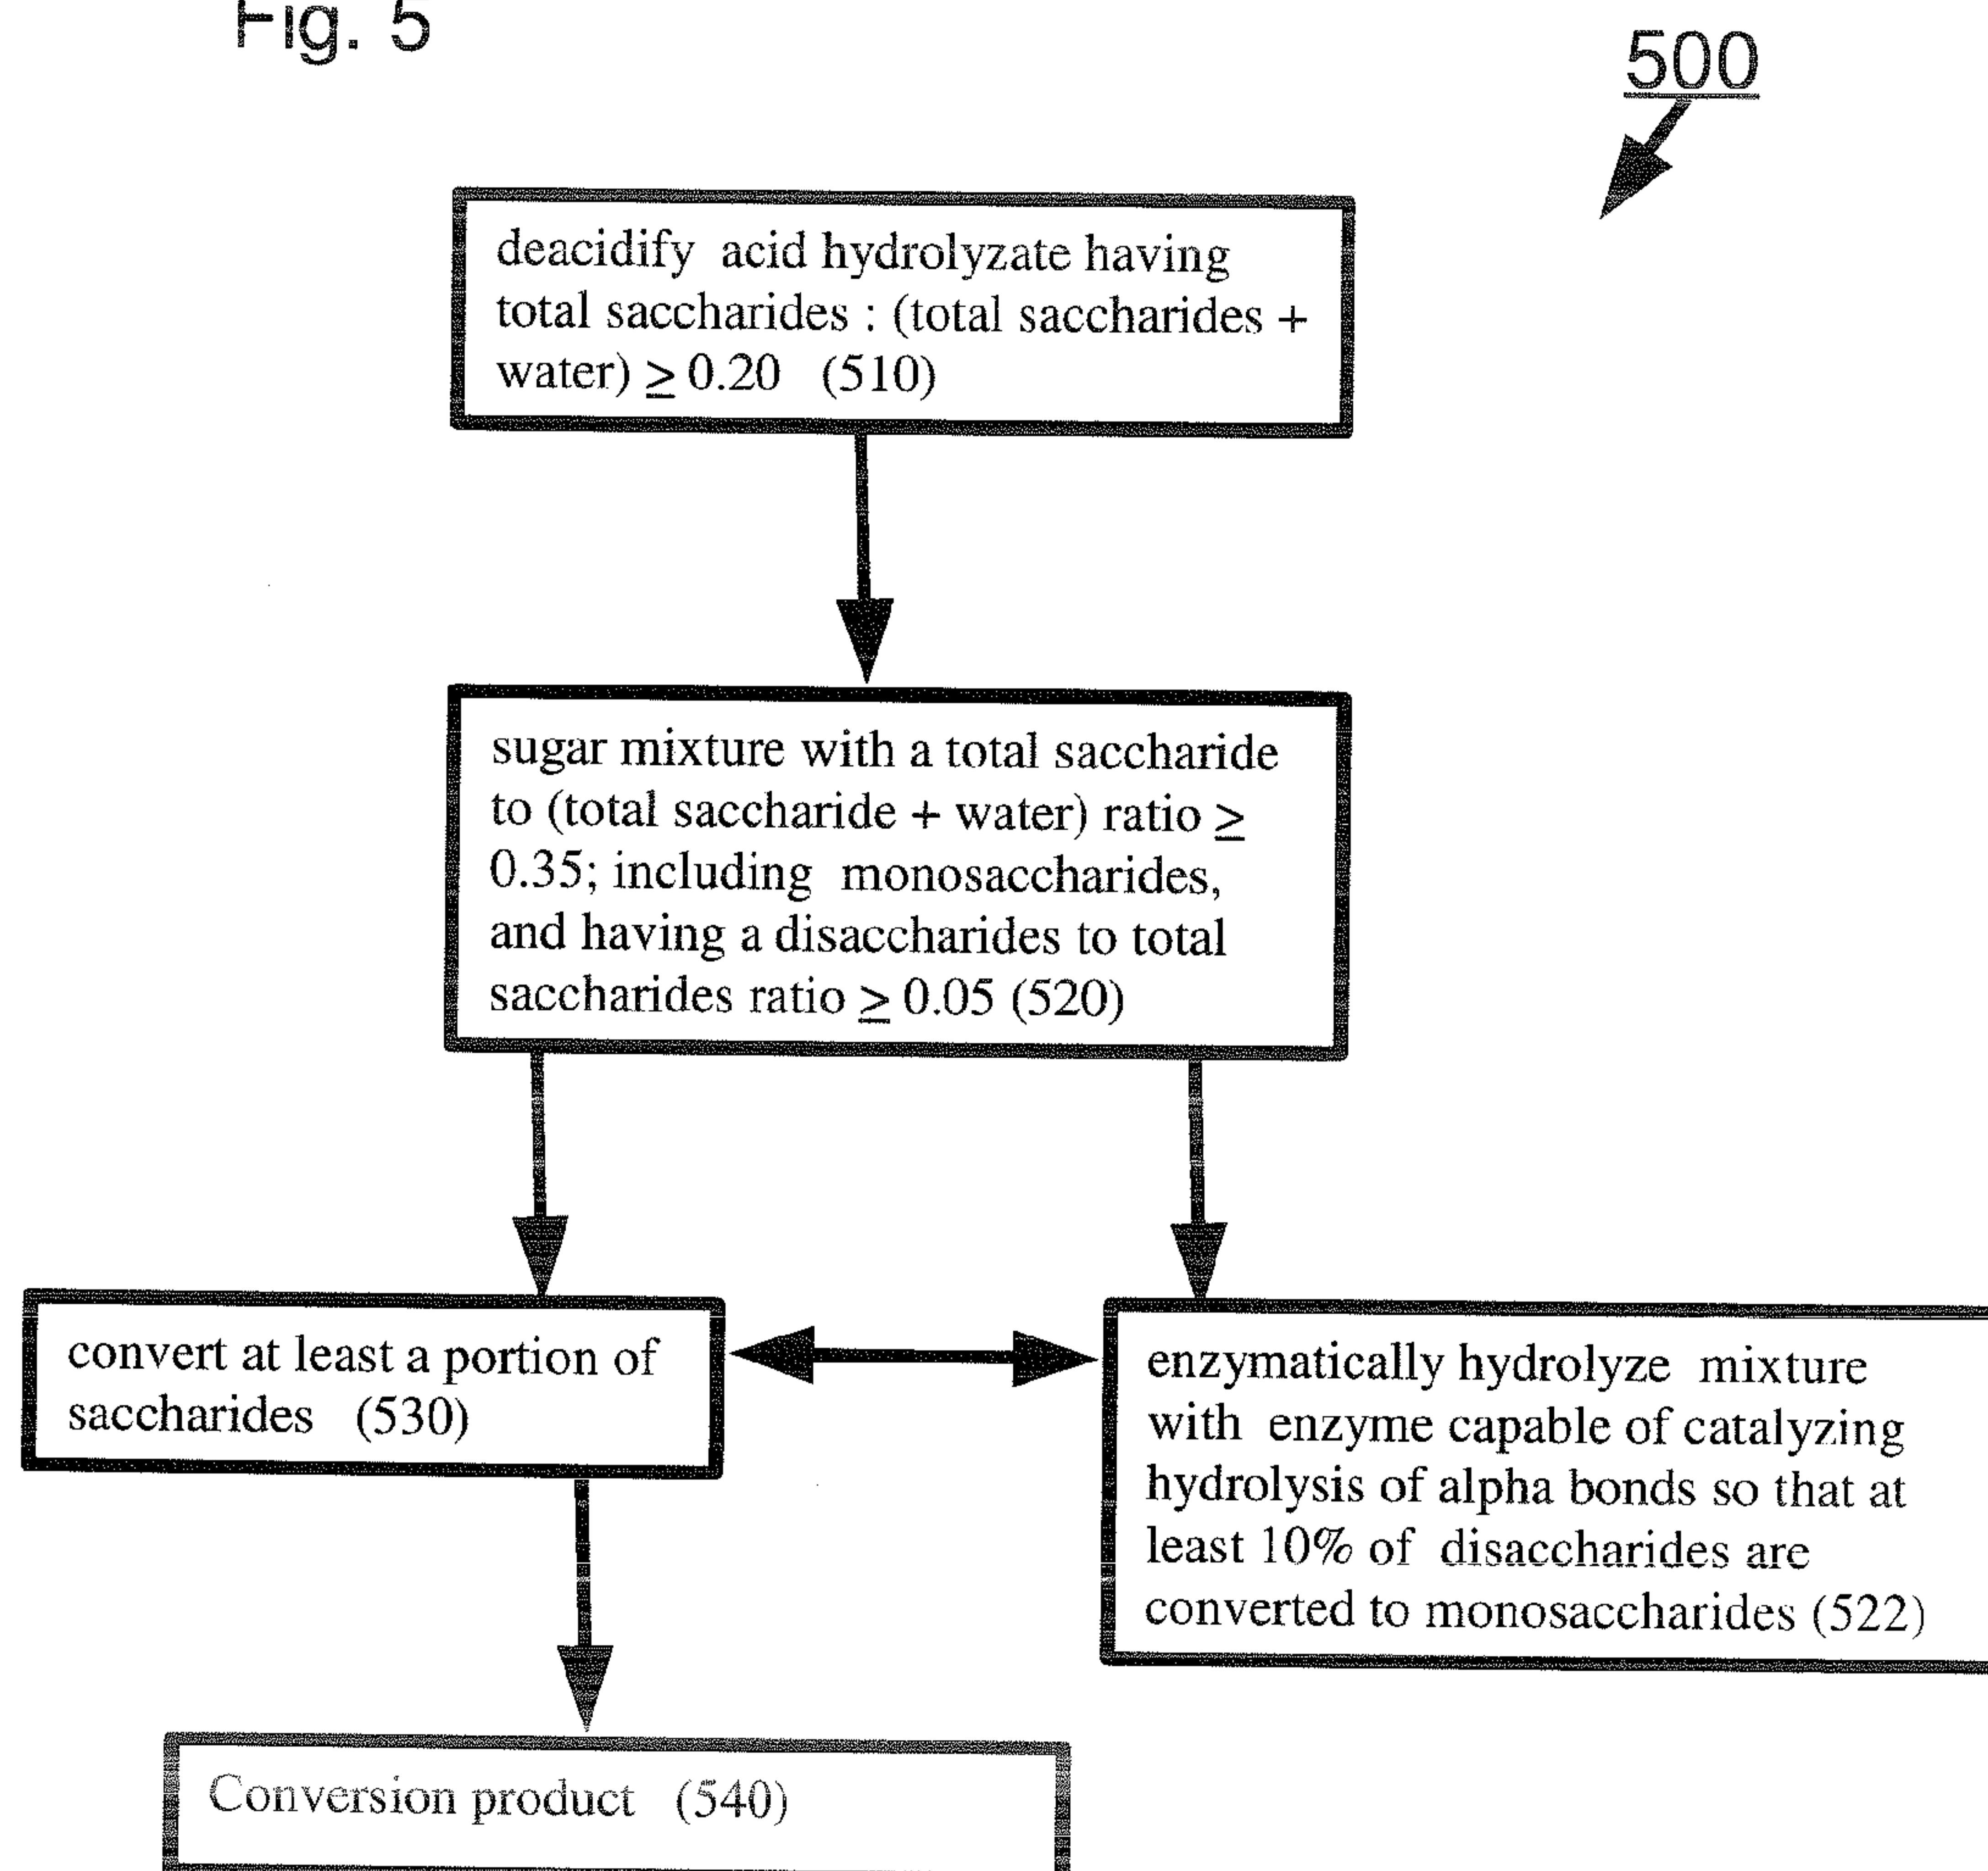 Fig. 5
500
deacidify acid hydrolyzate having
total saccharides : (total saccharides +
water) ≥ 0.20 (510)
sugar mixture with a total saccharide
to (total saccharide + water) ratio ≥
0.35; including monosaccharides,
and having a disaccharides to total
saccharides ratio ≥ 0.05 (520)
convert at least a portion of
saccharides (530)
enzymatically hydrolyze mixture
with enzyme capable of catalyzing
hydrolysis of alpha bonds so that at
least 10% of disaccharides are
converted to monosaccharides (522)
Conversion product (540)